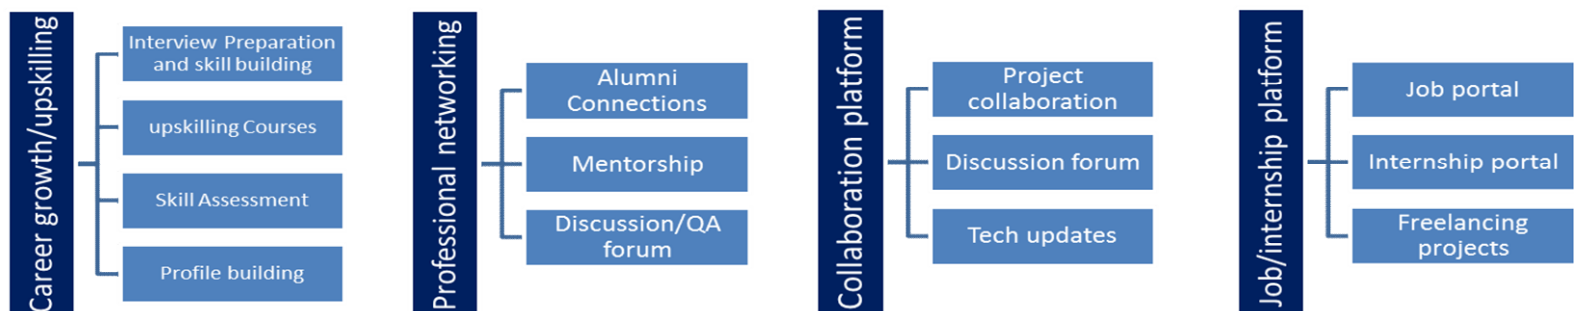 Career growth/upskilling
Interview Preparation
and skill building
upskilling Courses
Skill Assessment
Profile building
Professional networking
Alumni
Connections
Mentorship
Discussion/QA
forum
Collaboration platform
Project
collaboration
Discussion forum
Tech updates
Job/internship platform
Job portal
Internship portal
Freelancing
projects